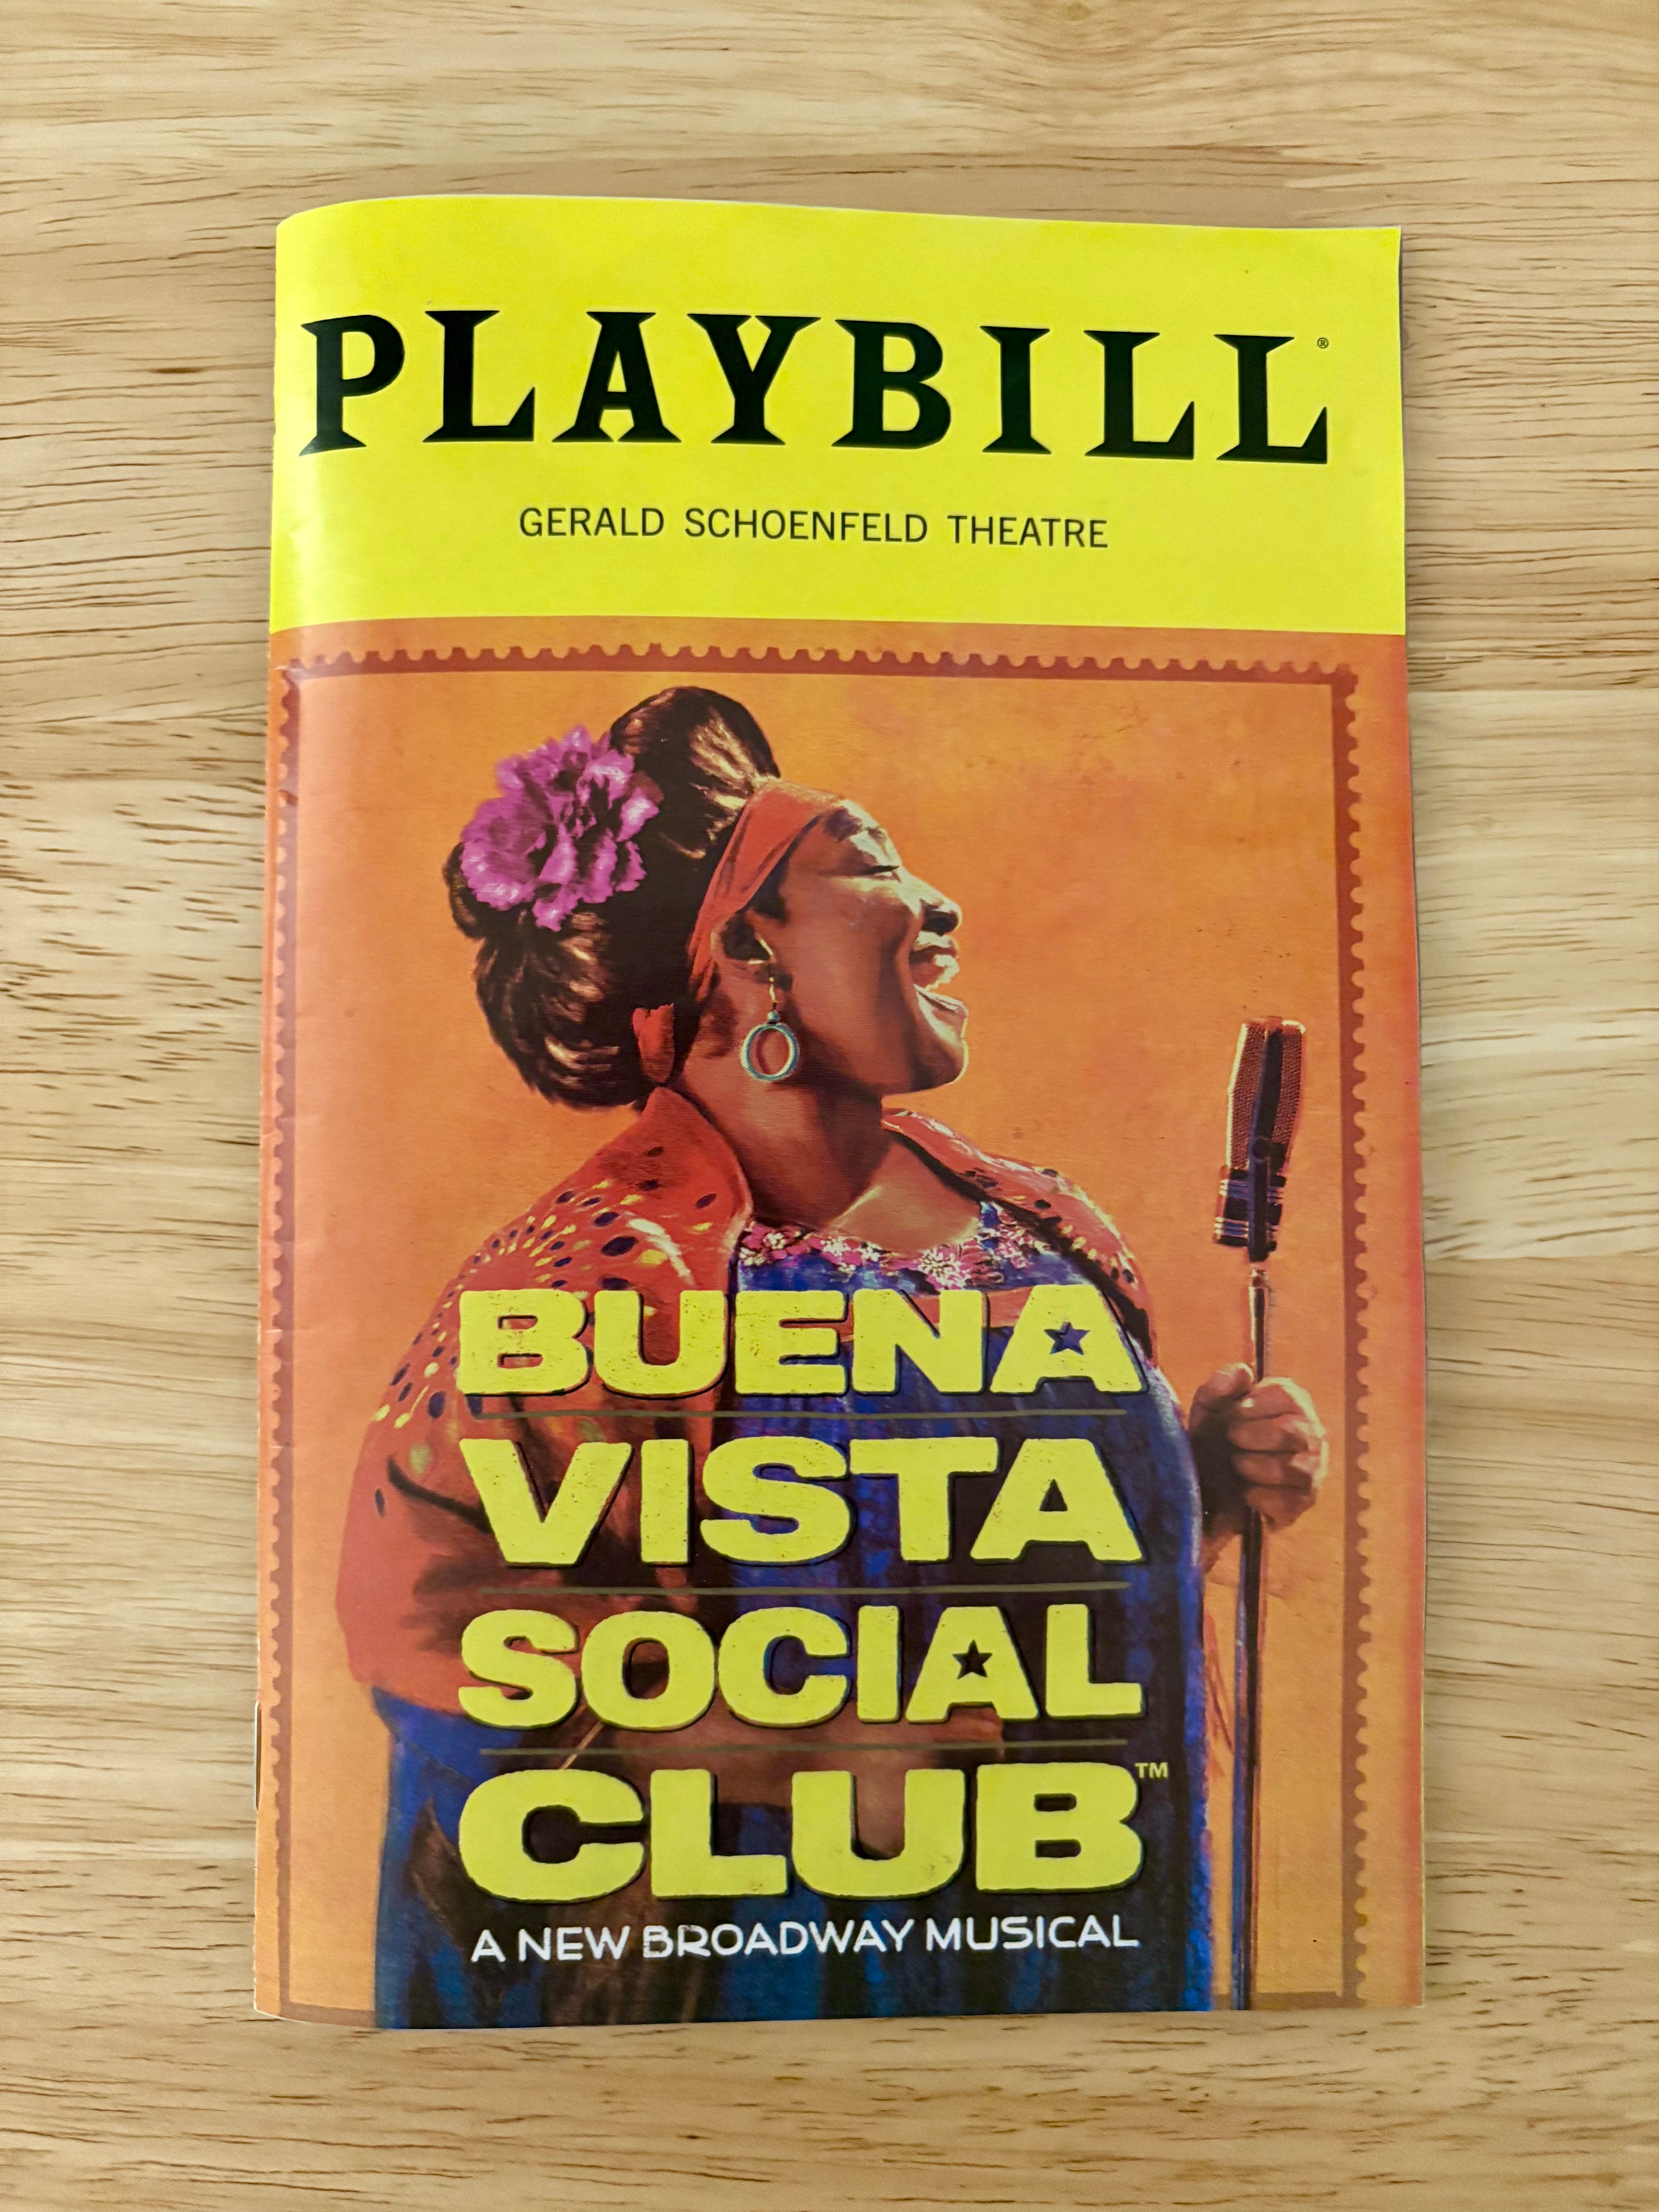 PLAYBILL®
GERALD SCHOENFELD THEATRE
BUENA
VISTA
SOCIAL
CLUB™
A NEW BROADWAY MUSICAL